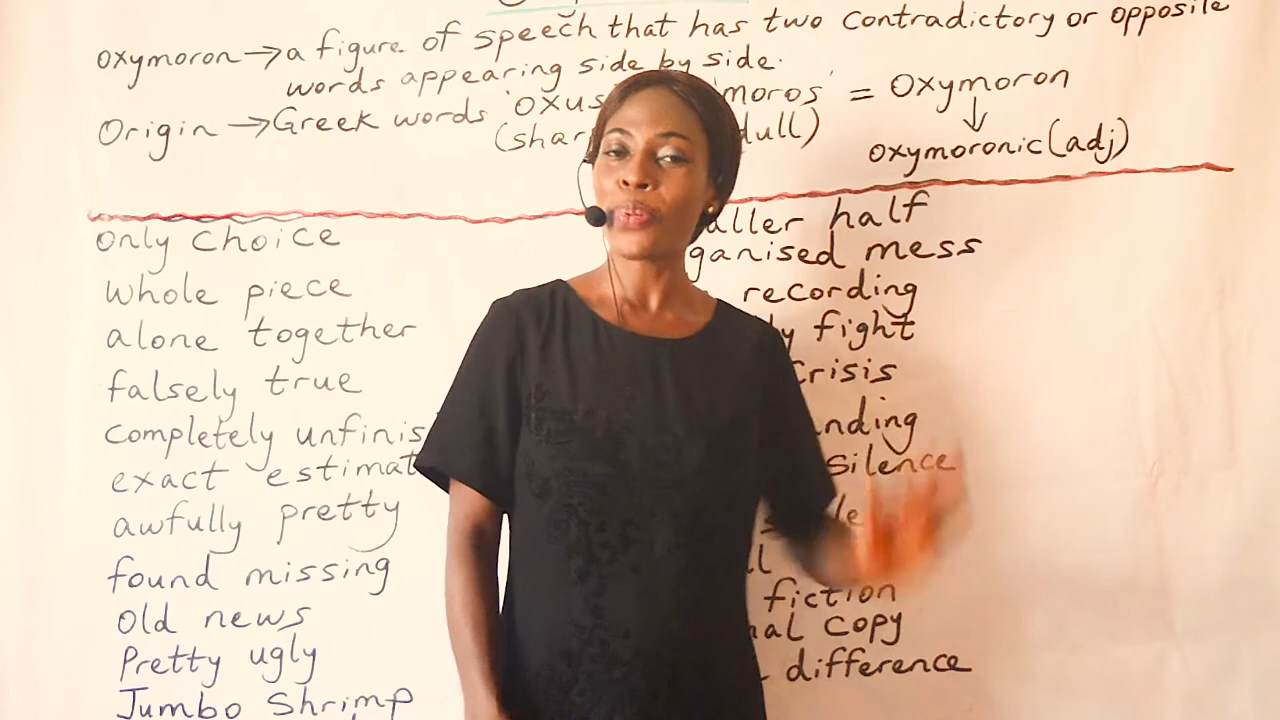 oxymoron → a figure of speech that has two contradictory or opposite
words appearing side by side.
Origin → Greek words 'oxus moros' = Oxymoron
(shar dull) ↓
oxymoronic (adj)
only choice
whole piece
alone together
falsely true
completely unfinis
exact estimat
awfully pretty
found missing
old news
Pretty ugly
Jumbo Shrimp
aller half
ganised mess
recording
fight
crisis
nding
silence
fiction
nal copy
difference